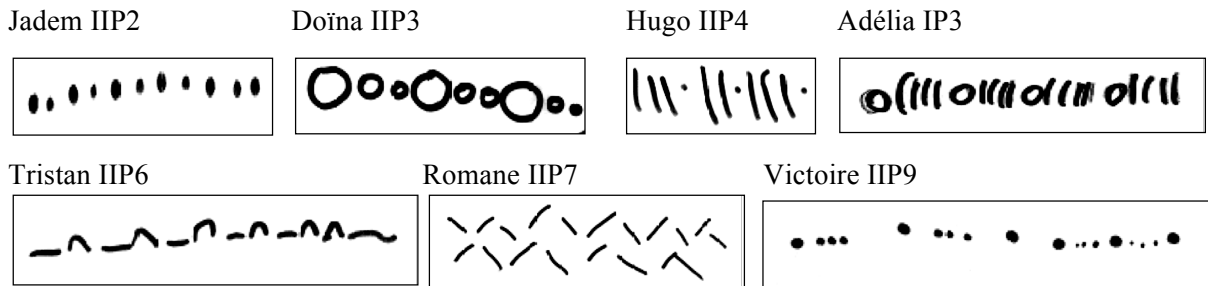 Jadem IIP2 Doïna IIP3 Hugo IIP4 Adélia IP3
Tristan IIP6 Romane IIP7 Victoire IIP9